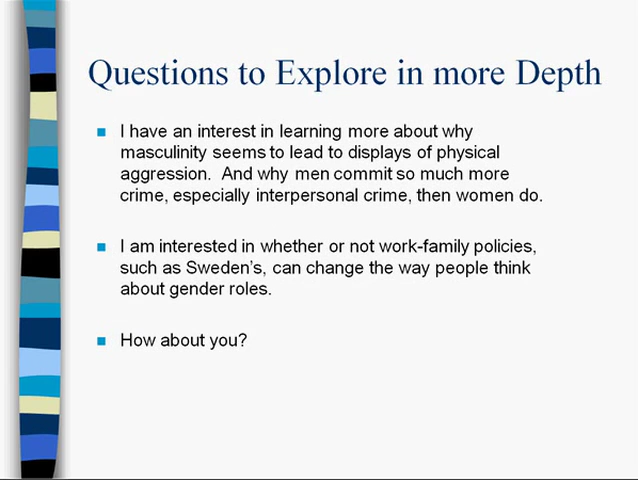 Questions to Explore in more Depth
I have an interest in learning more about why
masculinity seems to lead to displays of physical
aggression.  And why men commit so much more
crime, especially interpersonal crime, then women do.
I am interested in whether or not work-family policies,
such as Sweden's, can change the way people think
about gender roles.
How about you?